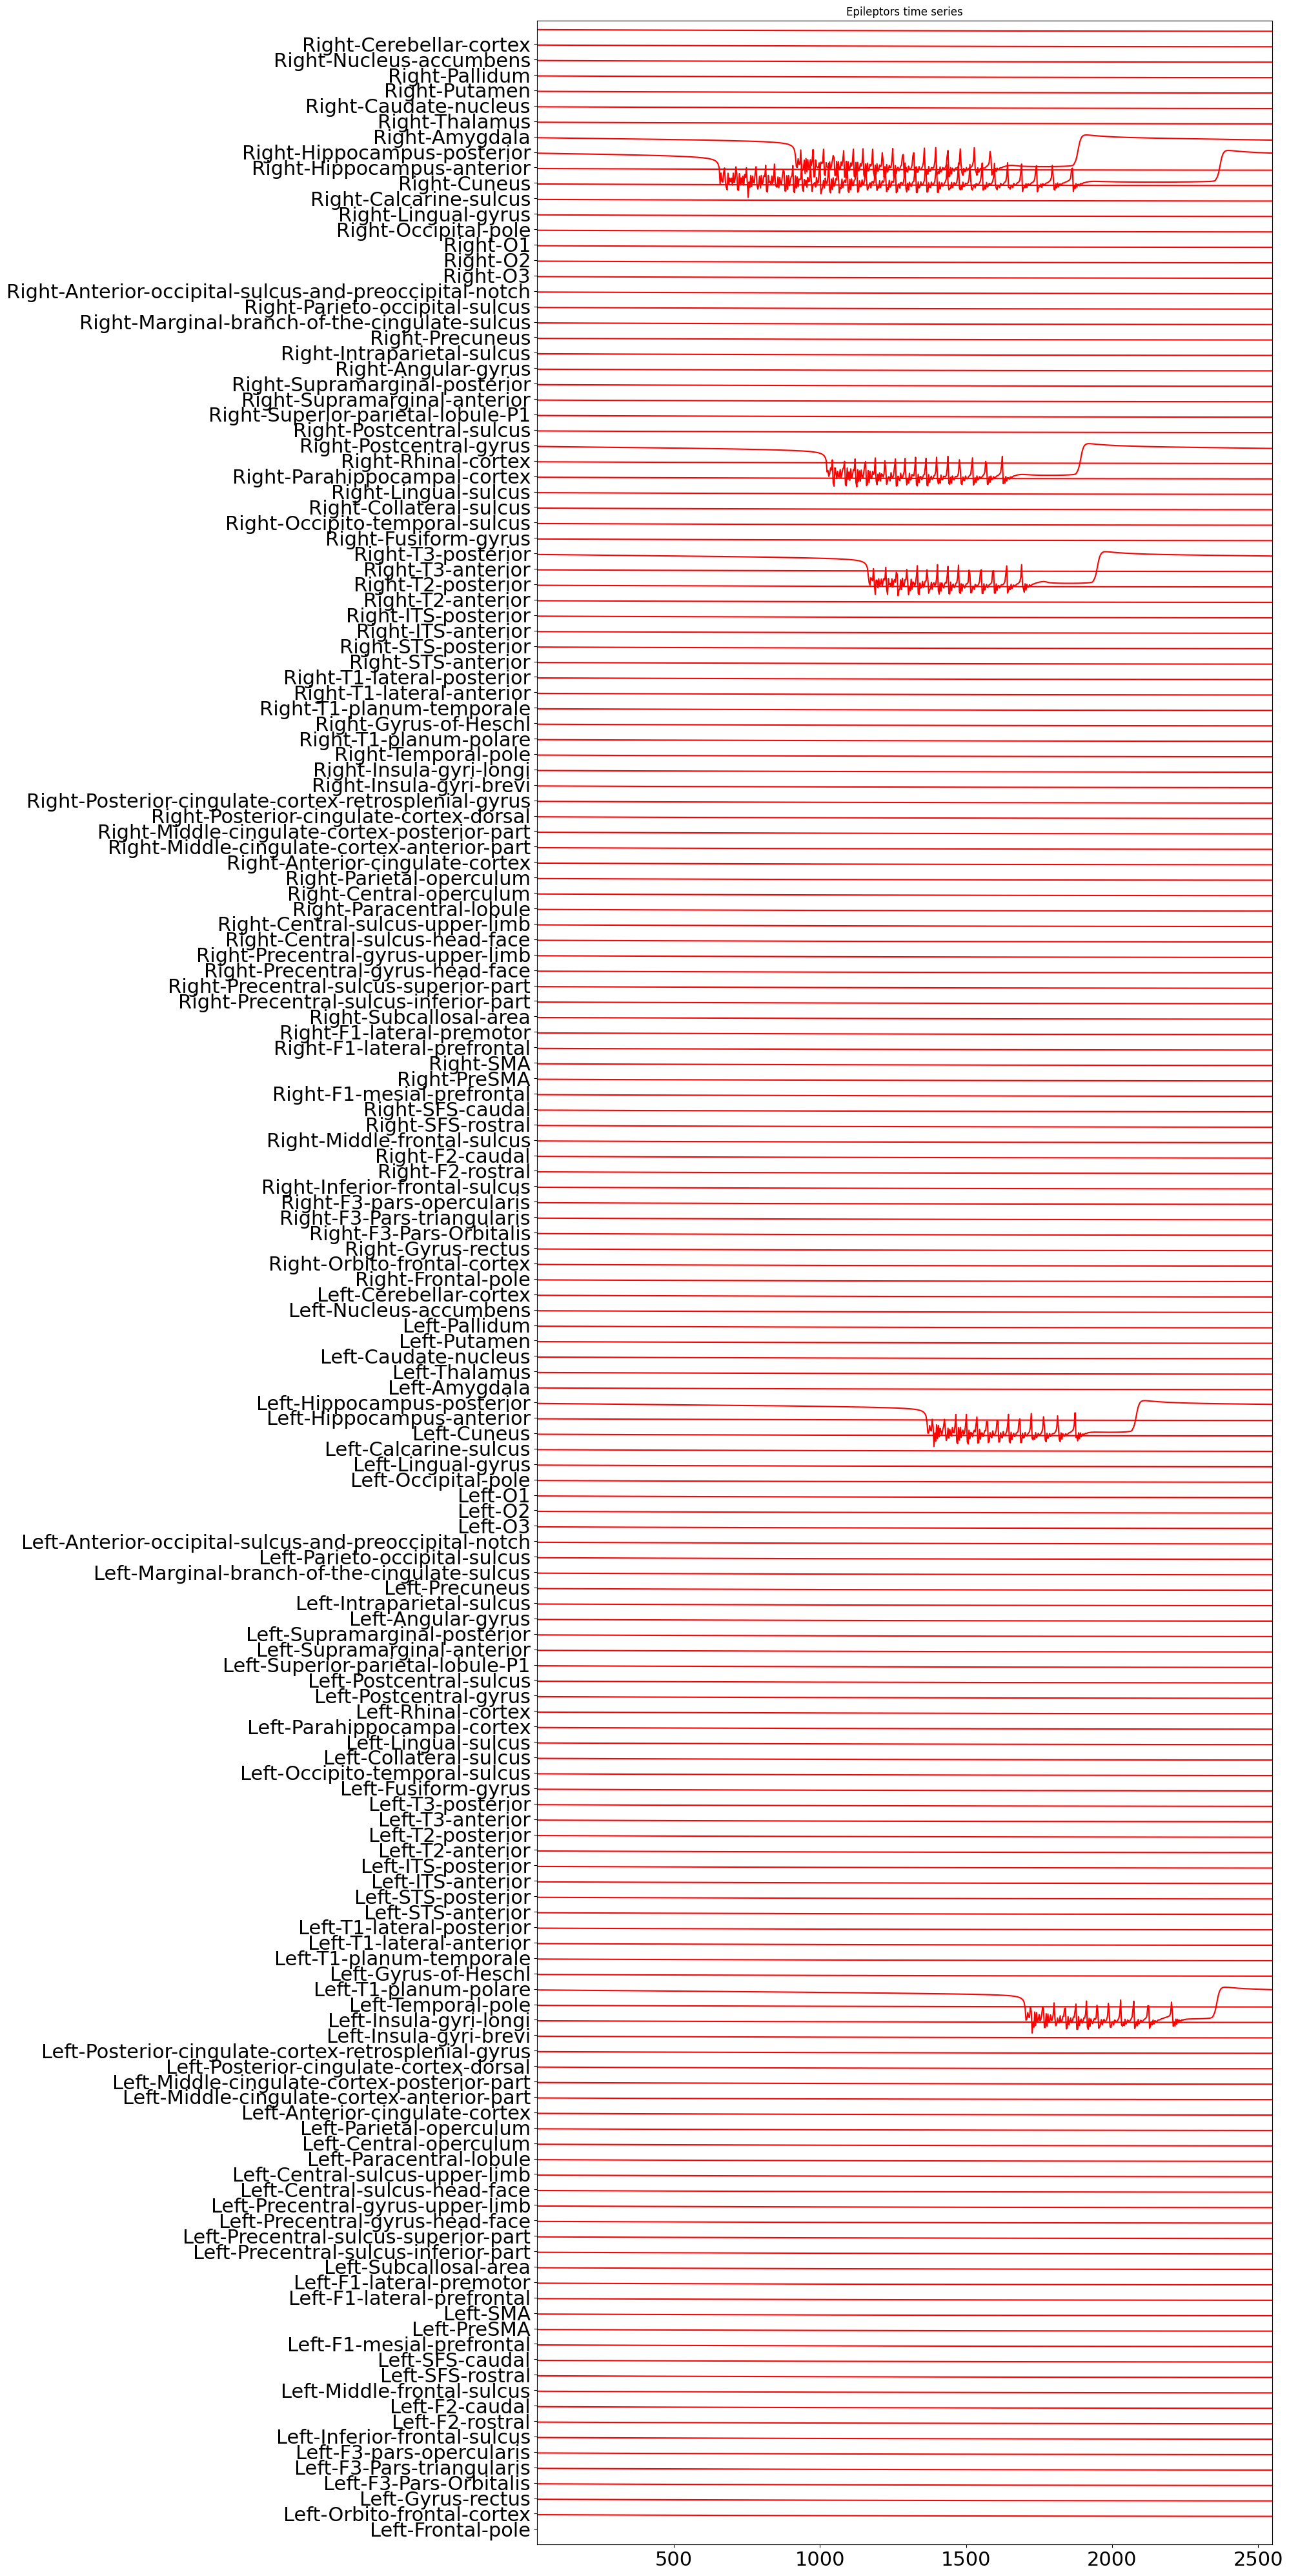 Epileptors time series
Right-Cerebellar-cortex
Right-Nucleus-accumbens
Right-Pallidum
Right-Putamen
Right-Caudate-nucleus
Right-Thalamus
Right-Amygdala
Right-Hippocampus-posterior
Right-Hippocampus-anterior
Right-Cuneus
Right-Calcarine-sulcus
Right-Lingual-gyrus
Right-Occipital-pole
Right-O1
Right-O2
Right-O3
Right-Anterior-occipital-sulcus-and-preoccipital-notch
Right-Parieto-occipital-sulcus
Right-Marginal-branch-of-the-cingulate-sulcus
Right-Precuneus
Right-Intraparietal-sulcus
Right-Angular-gyrus
Right-Supramarginal-posterior
Right-Supramarginal-anterior
Right-Superior-parietal-lobule-P1
Right-Postcentral-sulcus
Right-Postcentral-gyrus
Right-Rhinal-cortex
Right-Parahippocampal-cortex
Right-Lingual-sulcus
Right-Collateral-sulcus
Right-Occipito-temporal-sulcus
Right-Fusiform-gyrus
Right-T3-posterior
Right-T3-anterior
Right-T2-posterior
Right-T2-anterior
Right-ITS-posterior
Right-ITS-anterior
Right-STS-posterior
Right-STS-anterior
Right-T1-lateral-posterior
Right-T1-lateral-anterior
Right-T1-planum-temporale
Right-Gyrus-of-Heschl
Right-T1-planum-polare
Right-Temporal-pole
Right-Insula-gyri-longi
Right-Insula-gyri-brevi
Right-Posterior-cingulate-cortex-retrosplenial-gyrus
Right-Posterior-cingulate-cortex-dorsal
Right-Middle-cingulate-cortex-posterior-part
Right-Middle-cingulate-cortex-anterior-part
Right-Anterior-cingulate-cortex
Right-Parietal-operculum
Right-Central-operculum
Right-Paracentral-lobule
Right-Central-sulcus-upper-limb
Right-Central-sulcus-head-face
Right-Precentral-gyrus-upper-limb
Right-Precentral-gyrus-head-face
Right-Precentral-sulcus-superior-part
Right-Precentral-sulcus-inferior-part
Right-Subcallosal-area
Right-F1-lateral-premotor
Right-F1-lateral-prefrontal
Right-SMA
Right-PreSMA
Right-F1-mesial-prefrontal
Right-SFS-caudal
Right-SFS-rostral
Right-Middle-frontal-sulcus
Right-F2-caudal
Right-F2-rostral
Right-Inferior-frontal-sulcus
Right-F3-pars-opercularis
Right-F3-Pars-triangularis
Right-F3-Pars-Orbitalis
Right-Gyrus-rectus
Right-Orbito-frontal-cortex
Right-Frontal-pole
Left-Cerebellar-cortex
Left-Nucleus-accumbens
Left-Pallidum
Left-Putamen
Left-Caudate-nucleus
Left-Thalamus
Left-Amygdala
Left-Hippocampus-posterior
Left-Hippocampus-anterior
Left-Cuneus
Left-Calcarine-sulcus
Left-Lingual-gyrus
Left-Occipital-pole
Left-O1
Left-O2
Left-O3
Left-Anterior-occipital-sulcus-and-preoccipital-notch
Left-Parieto-occipital-sulcus
Left-Marginal-branch-of-the-cingulate-sulcus
Left-Precuneus
Left-Intraparietal-sulcus
Left-Angular-gyrus
Left-Supramarginal-posterior
Left-Supramarginal-anterior
Left-Superior-parietal-lobule-P1
Left-Postcentral-sulcus
Left-Postcentral-gyrus
Left-Rhinal-cortex
Left-Parahippocampal-cortex
Left-Lingual-sulcus
Left-Collateral-sulcus
Left-Occipito-temporal-sulcus
Left-Fusiform-gyrus
Left-T3-posterior
Left-T3-anterior
Left-T2-posterior
Left-T2-anterior
Left-ITS-posterior
Left-ITS-anterior
Left-STS-posterior
Left-STS-anterior
Left-T1-lateral-posterior
Left-T1-lateral-anterior
Left-T1-planum-temporale
Left-Gyrus-of-Heschl
Left-T1-planum-polare
Left-Temporal-pole
Left-Insula-gyri-longi
Left-Insula-gyri-brevi
Left-Posterior-cingulate-cortex-retrosplenial-gyrus
Left-Posterior-cingulate-cortex-dorsal
Left-Middle-cingulate-cortex-posterior-part
Left-Middle-cingulate-cortex-anterior-part
Left-Anterior-cingulate-cortex
Left-Parietal-operculum
Left-Central-operculum
Left-Paracentral-lobule
Left-Central-sulcus-upper-limb
Left-Central-sulcus-head-face
Left-Precentral-gyrus-upper-limb
Left-Precentral-gyrus-head-face
Left-Precentral-sulcus-superior-part
Left-Precentral-sulcus-inferior-part
Left-Subcallosal-area
Left-F1-lateral-premotor
Left-F1-lateral-prefrontal
Left-SMA
Left-PreSMA
Left-F1-mesial-prefrontal
Left-SFS-caudal
Left-SFS-rostral
Left-Middle-frontal-sulcus
Left-F2-caudal
Left-F2-rostral
Left-Inferior-frontal-sulcus
Left-F3-pars-opercularis
Left-F3-Pars-triangularis
Left-F3-Pars-Orbitalis
Left-Gyrus-rectus
Left-Orbito-frontal-cortex
Left-Frontal-pole
500 1000 1500 2000 2500